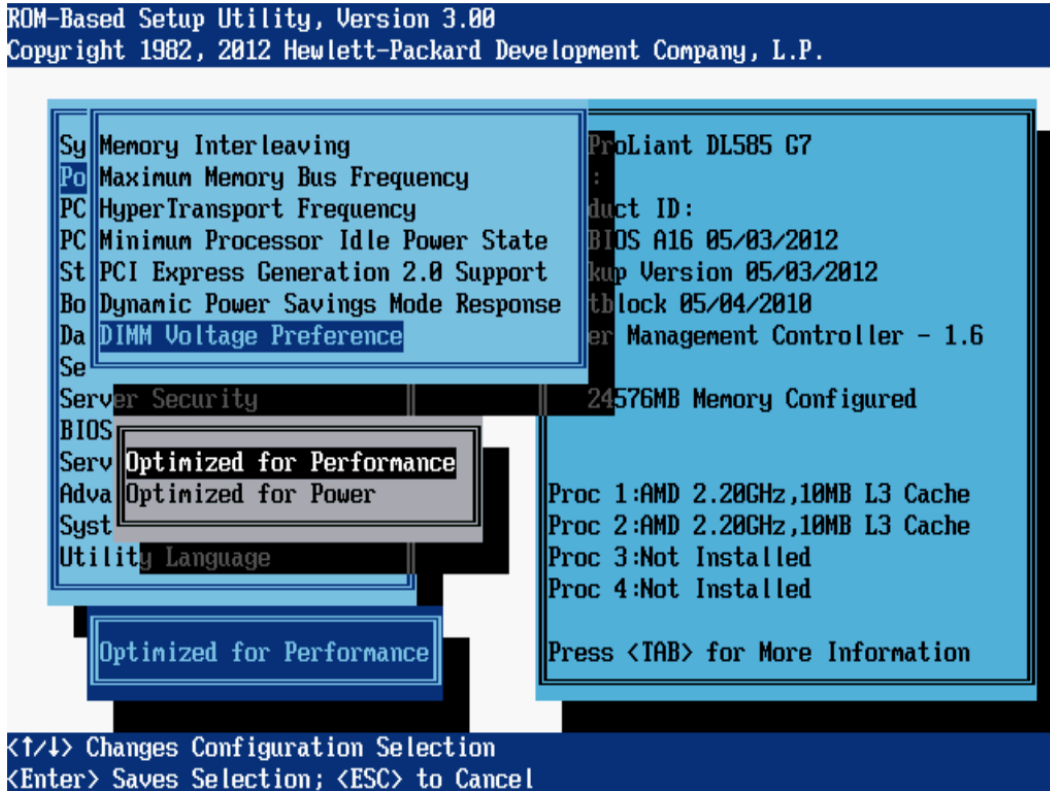 ROM-Based Setup Utility, Version 3.00
Copyright 1982, 2012 Hewlett-Packard Development Company, L.P.
Sy
Po
PC
PC
St
Bo
Da
Se
Server Security
BIOS
Serv
Adva
Syst
Utility Language
Memory Interleaving
Maximum Memory Bus Frequency
HyperTransport Frequency
Minimum Processor Idle Power State
PCI Express Generation 2.0 Support
Dynamic Power Savings Mode Response
DIMM Voltage Preference
Optimized for Performance
Optimized for Power
Optimized for Performance
ProLiant DL585 G7
:
duct ID:
BIOS A16 05/03/2012
kup Version 05/03/2012
tblock 05/04/2010
er Management Controller - 1.6
24576MB Memory Configured
Proc 1:AMD 2.20GHz,10MB L3 Cache
Proc 2:AMD 2.20GHz,10MB L3 Cache
Proc 3:Not Installed
Proc 4:Not Installed
Press <TAB> for More Information
<↑/↓> Changes Configuration Selection
<Enter> Saves Selection; <ESC> to Cancel